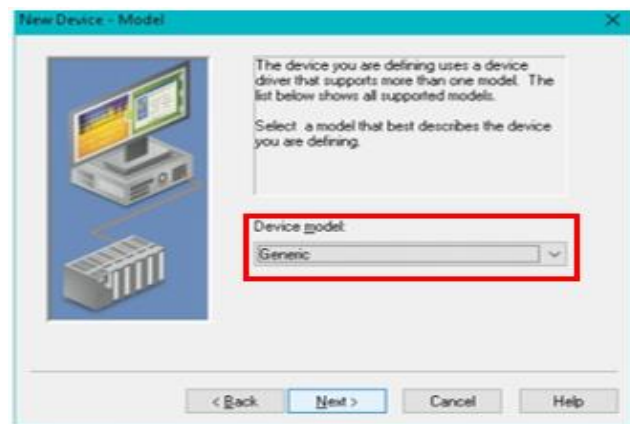 New Device - Model
The device you are defining uses a device
driver that supports more than one model. The
list below shows all supported models.
Select a model that best describes the device
you are defining.
Device model:
Generic
< Back
Next >
Cancel
Help